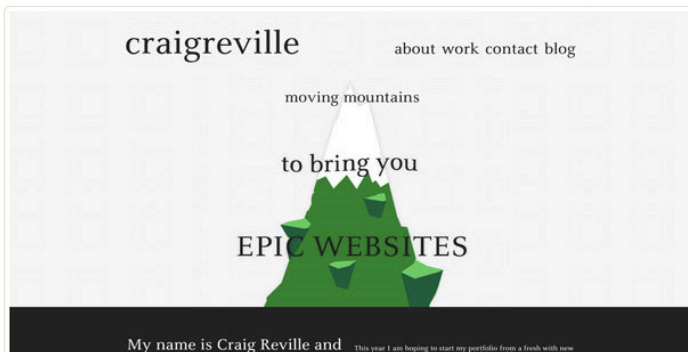 craigreville
about work contact blog
moving mountains
to bring you
EPIC WEBSITES
My name is Craig Reville and
This year I am hoping to start my portfolio from a fresh with new